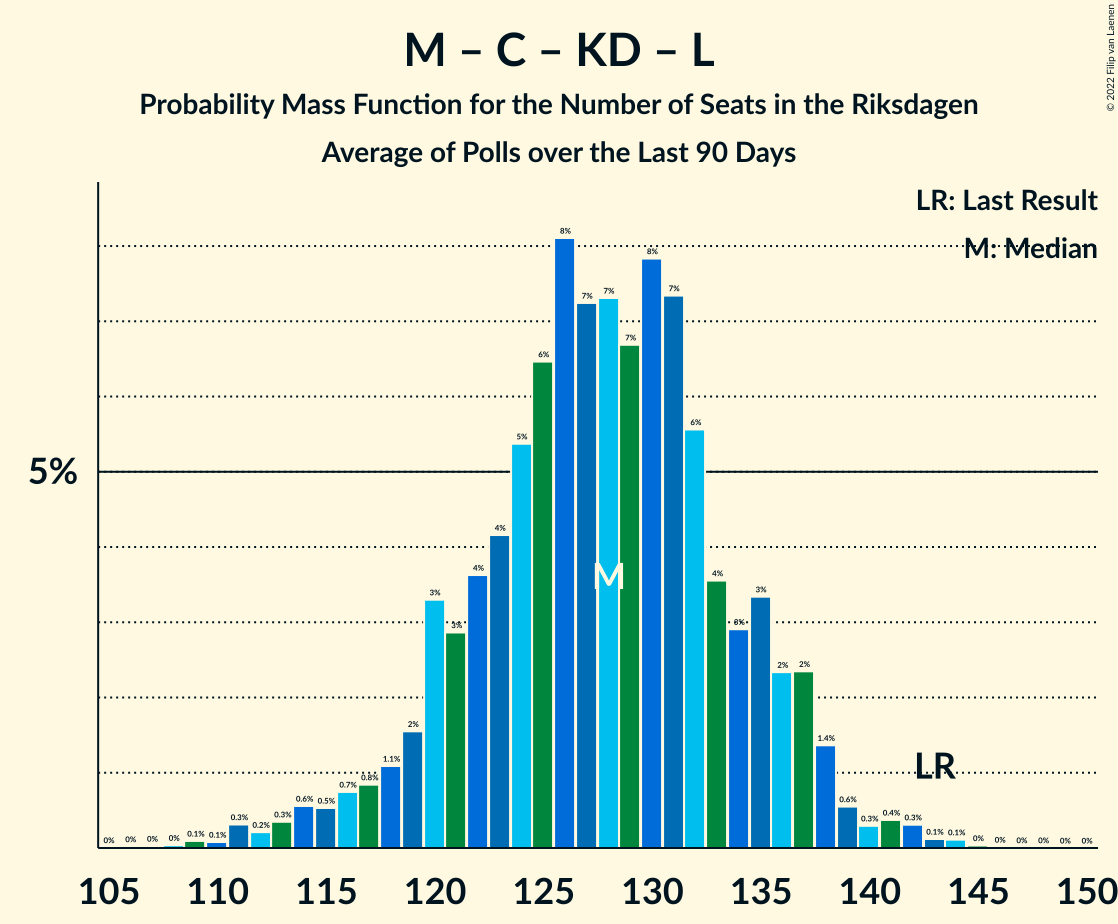 M – C – KD – L
Probability Mass Function for the Number of Seats in the Riksdagen
Average of Polls over the Last 90 Days
© 2022 Filip van Laenen
LR: Last Result
M: Median
5%
0% 0% 0% 0% 0.1% 0.1% 0.3% 0.2% 0.3% 0.6% 0.5% 0.7% 0.8% 1.1% 2% 3% 3% 4% 4% 5% 6% 8% 7% 7% 7% 8% 7% 6% 4% 3% 3% 2% 2% 1.4% 0.6% 0.3% 0.4% 0.3% 0.1% 0.1% 0% 0% 0% 0% 0% 0%
M
LR
105 110 115 120 125 130 135 140 145 150